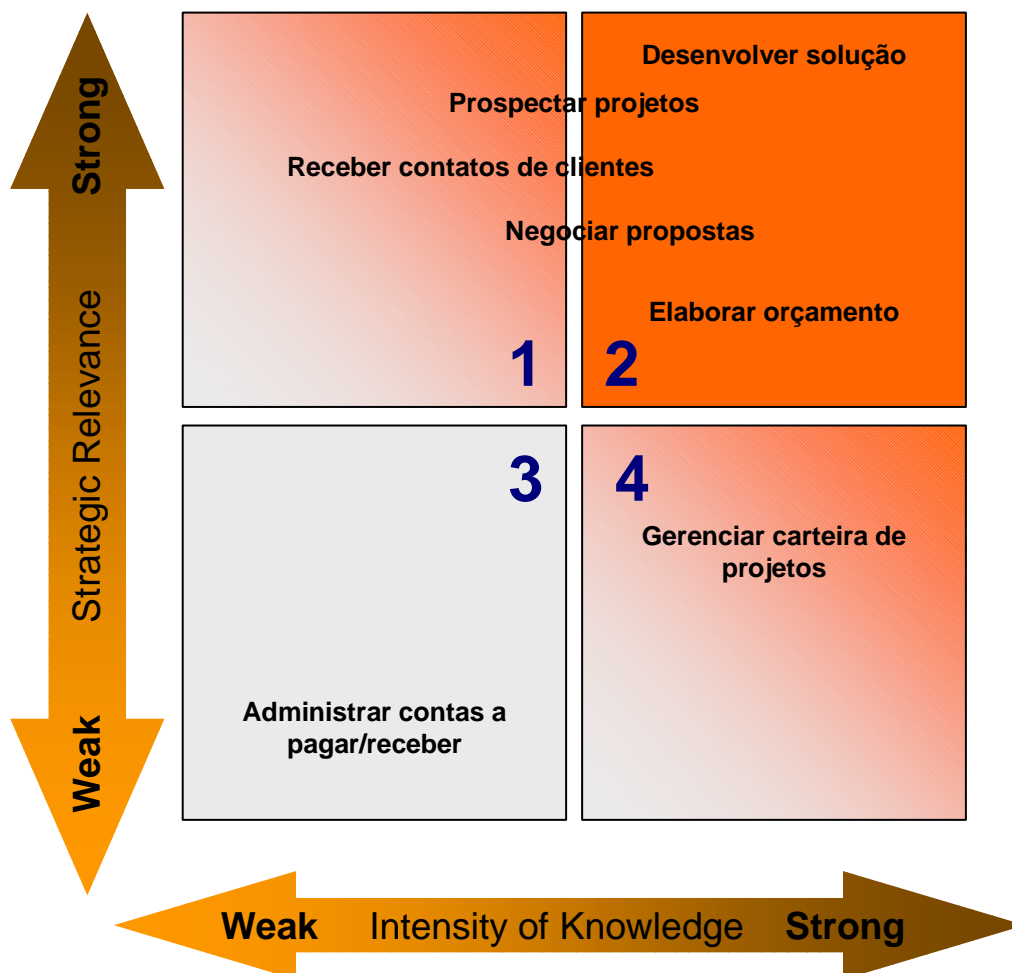 Strong
Strategic Relevance
Weak
Desenvolver solução
Prospectar projetos
Receber contatos de clientes
Negociar propostas
Elaborar orçamento
1
2
3
4
Gerenciar carteira de
projetos
Administrar contas a
pagar/receber
Weak Intensity of Knowledge Strong